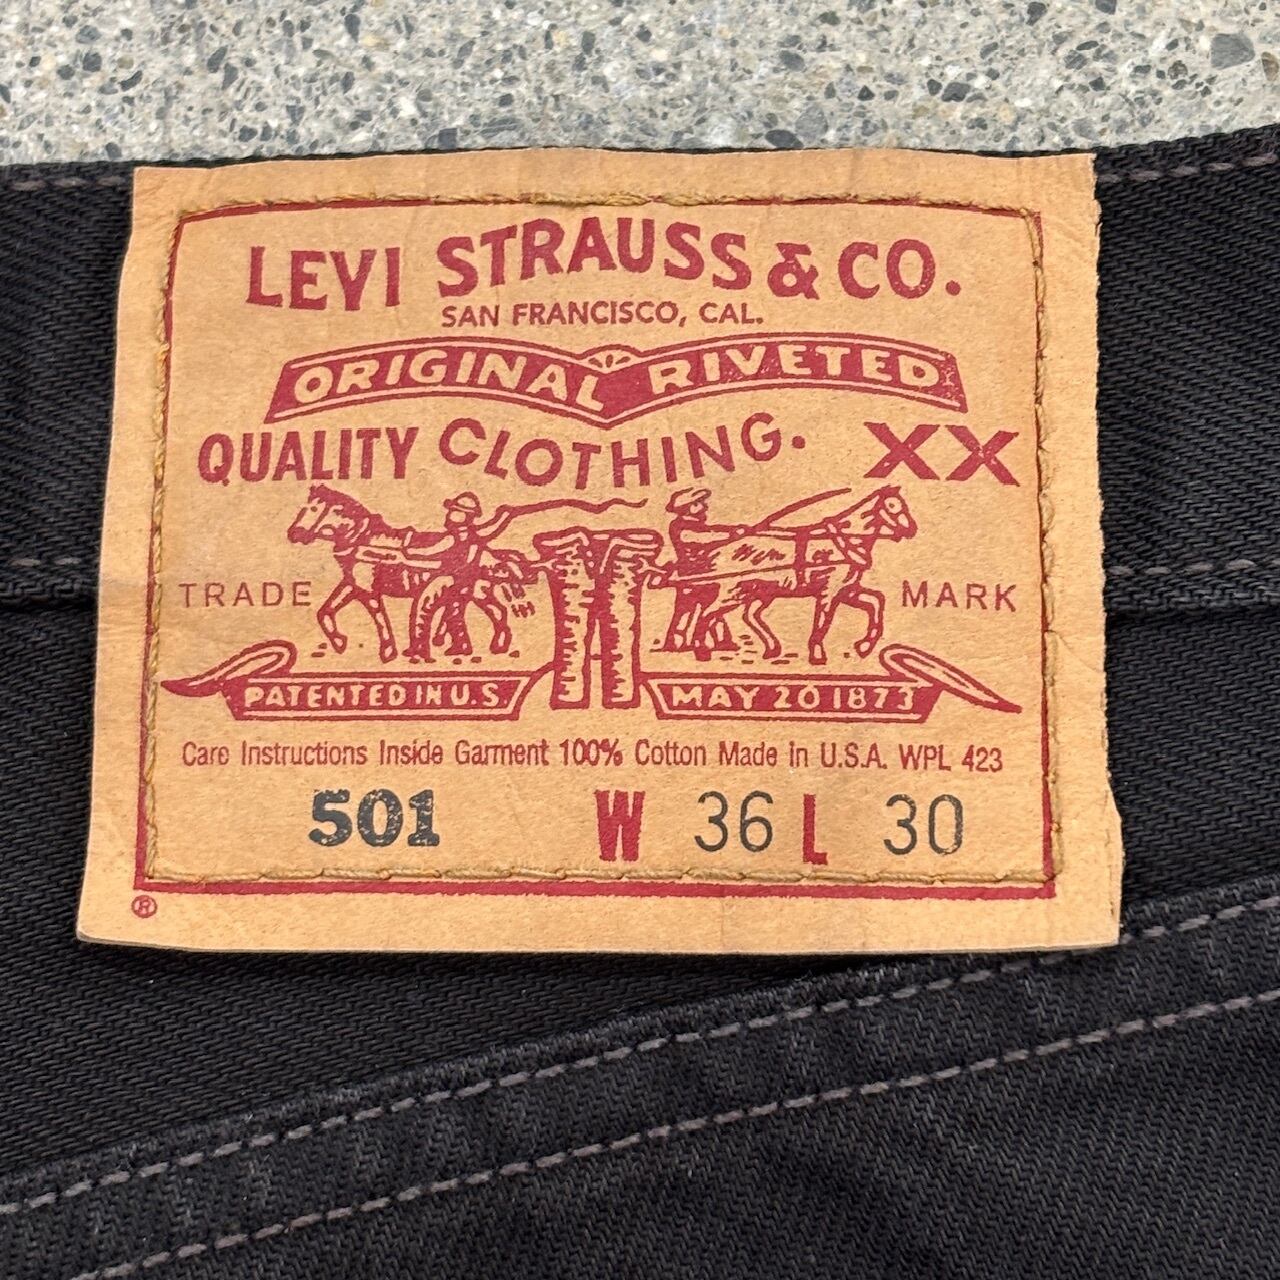 LEVI STRAUSS & CO.
SAN FRANCISCO, CAL.
ORIGINAL RIVETED
QUALITY CLOTHING. XX
TRADE MARK
PATENTED IN U.S. MAY 20 1873
Care Instructions Inside Garment 100% Cotton Made in U.S.A. WPL 423
501 W 36 L 30
®